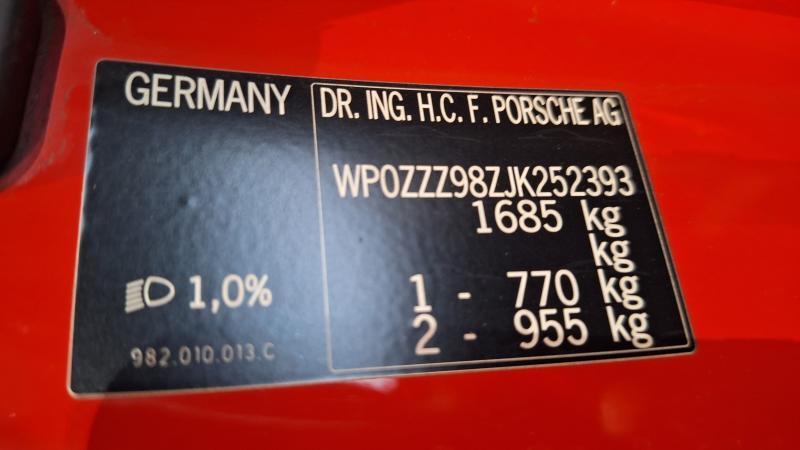 GERMANY
1,0%
982.010.013.C
DR. ING. H.C. F. PORSCHE AG
WP0ZZZ98ZJK252393
1685 kg
kg
1 - 770 kg
2 - 955 kg